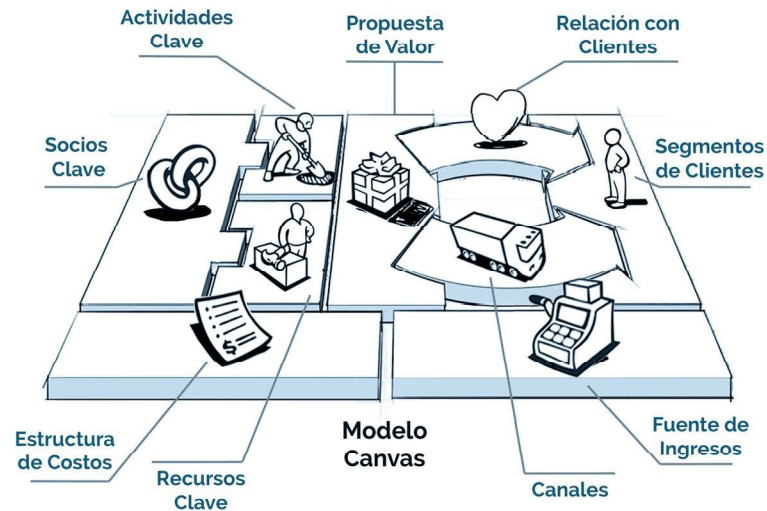 Actividades
Clave
Propuesta
de Valor
Relación con
Clientes
Socios
Clave
Segmentos
de Clientes
$
Estructura
de Costos
Recursos
Clave
Modelo
Canvas
Canales
Fuente de
Ingresos